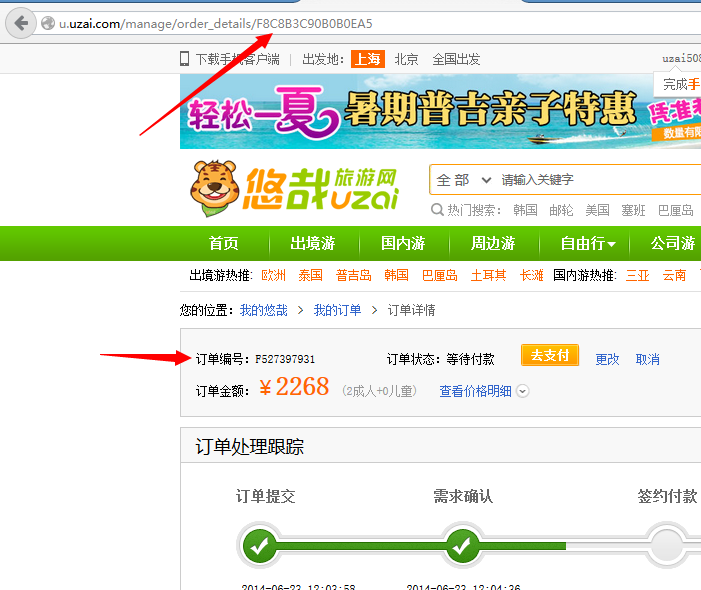 u.uzai.com/manage/order_details/F8C8B3C90B0B0EA5
下载手机客户端 出发地: 上海 北京 全国出发 uzai508
完成手
轻松一夏 暑期普吉亲子特惠 凭准考
数量有限
悠哉旅游网 uzai
全部 请输入关键字
热门搜索: 韩国 邮轮 美国 塞班 巴厘岛
首页 出境游 国内游 周边游 自由行 公司游
出境游热推: 欧洲 泰国 普吉岛 韩国 巴厘岛 土耳其 长滩 国内游热推: 三亚 云南
您的位置: 我的悠哉 > 我的订单 > 订单详情
订单编号: F527397931 订单状态: 等待付款 去支付 更改 取消
订单金额: ¥2268 (2成人+0儿童) 查看价格明细
订单处理跟踪
订单提交 需求确认 签约付款
2014-06-23 12:03:58 2014-06-23 12:04:36